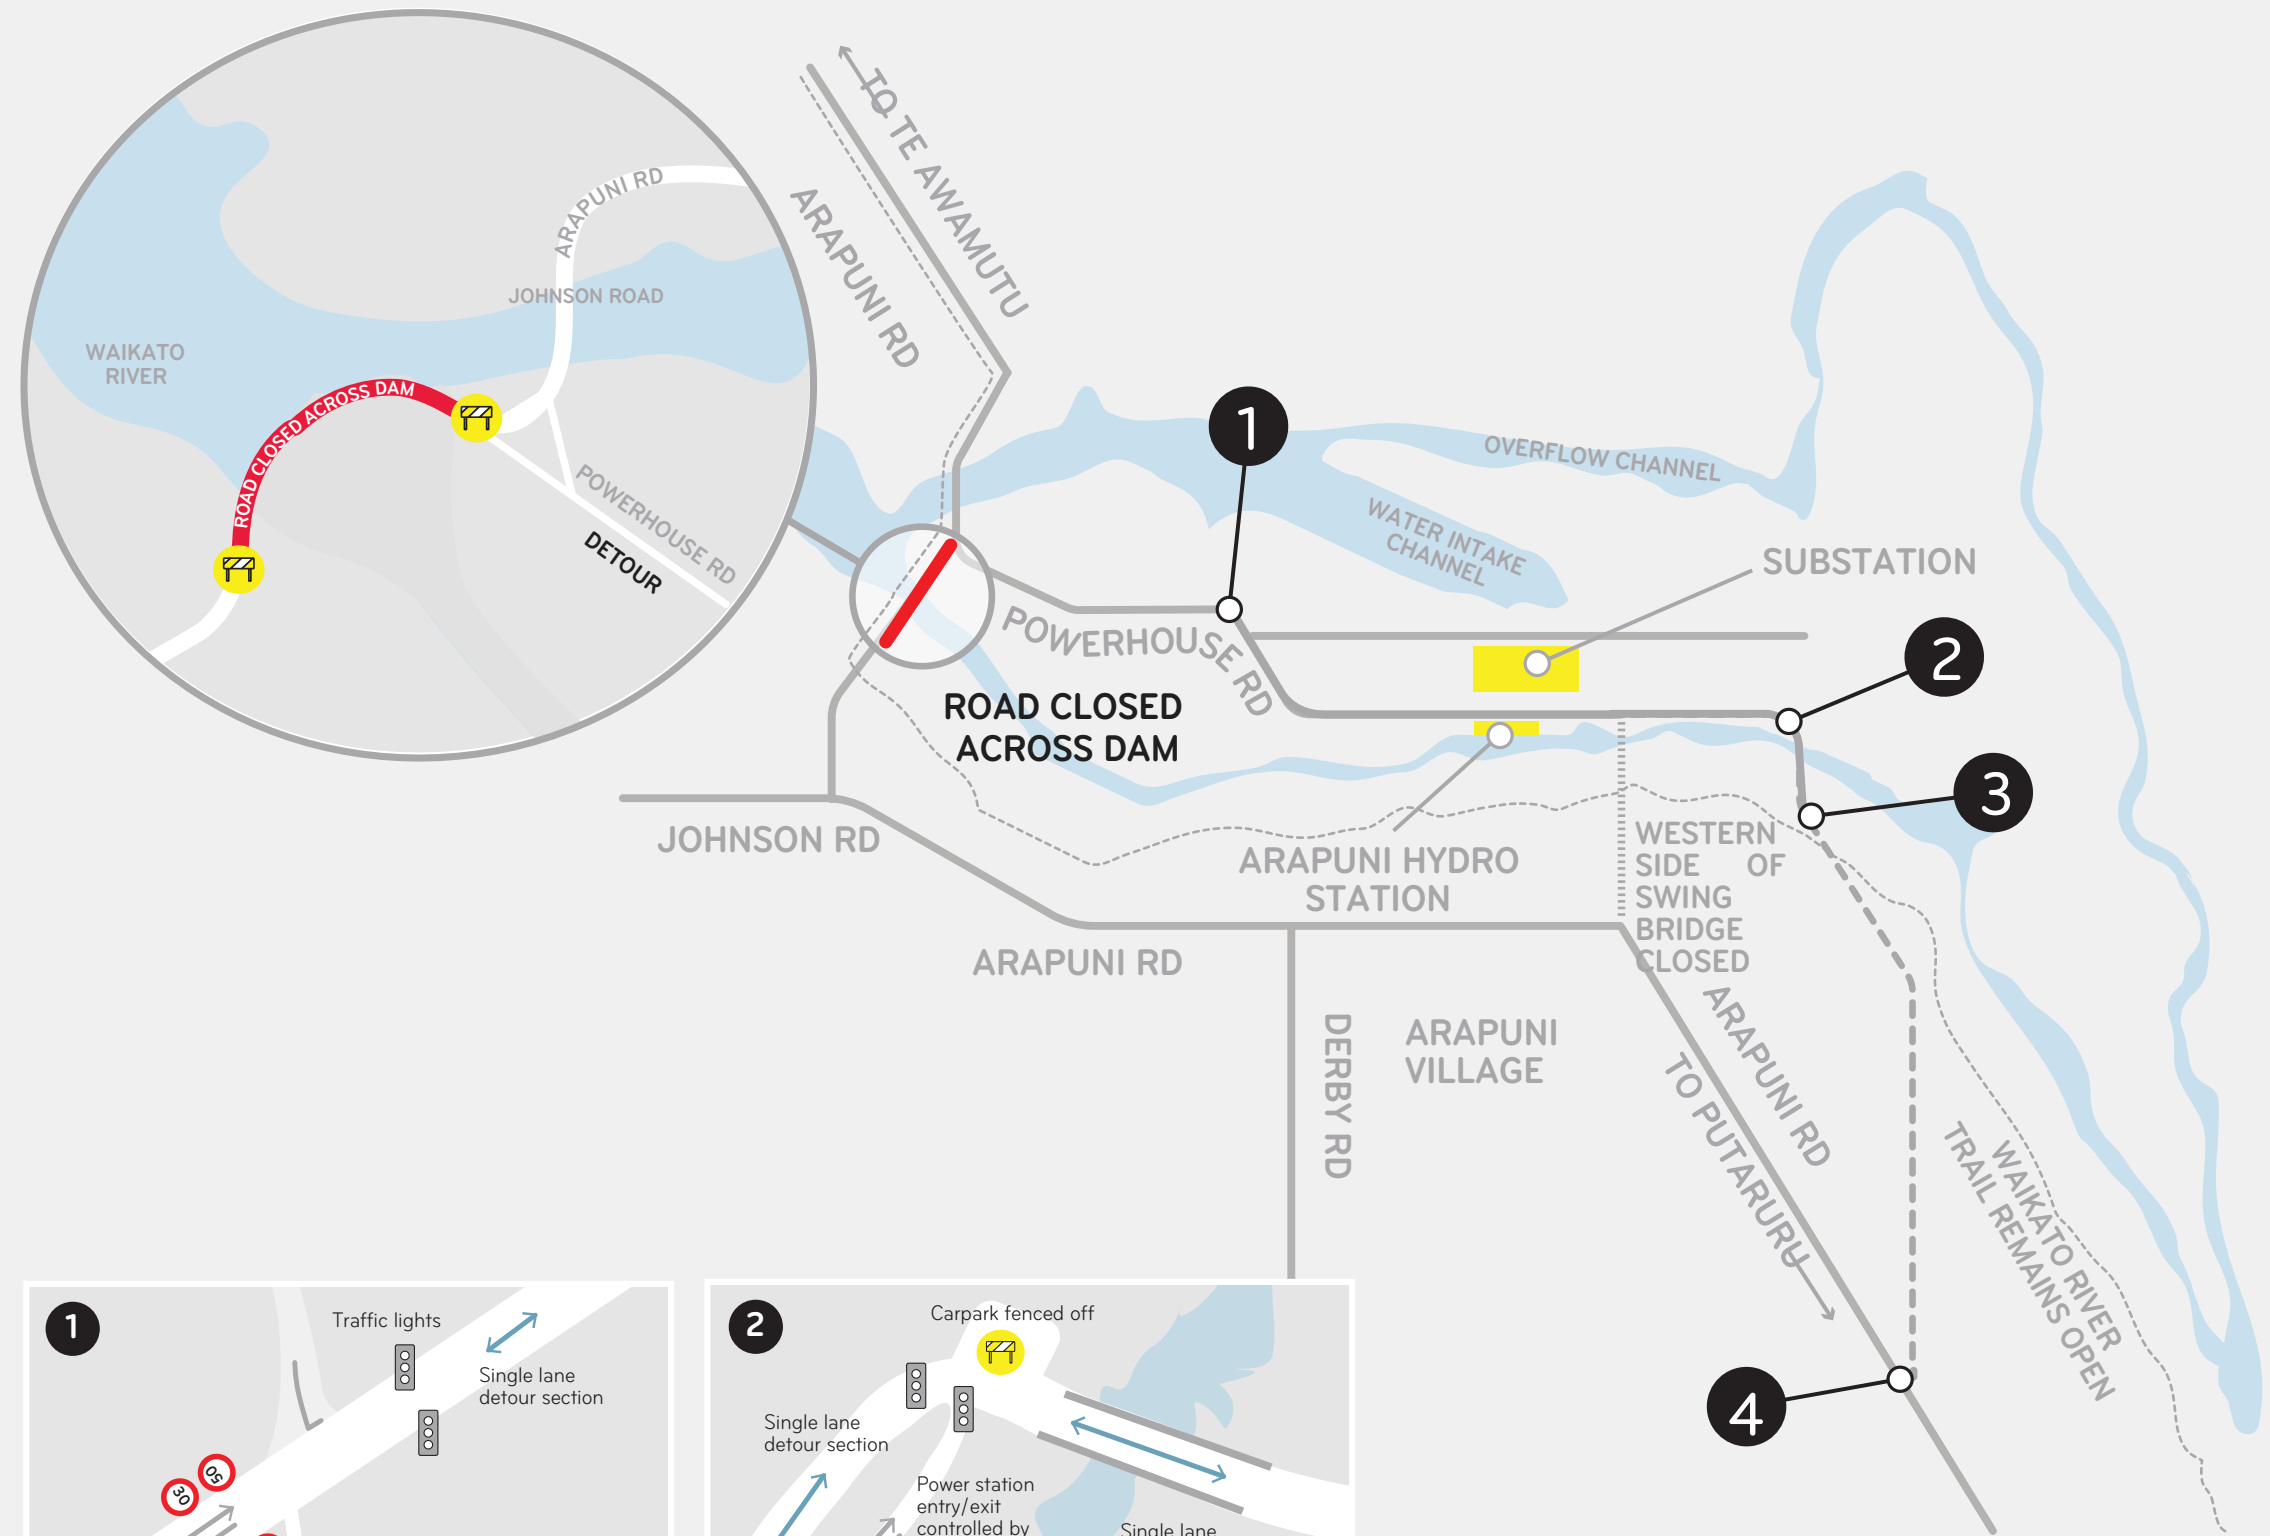 TO TE AWAMUTU
ARAPUNI RD
ARAPUNI RD
JOHNSON ROAD
WAIKATO
RIVER
ROAD CLOSED ACROSS DAM
POWERHOUSE RD
DETOUR
1
OVERFLOW CHANNEL
WATER INTAKE
CHANNEL
SUBSTATION
2
POWERHOUSE RD
ROAD CLOSED
ACROSS DAM
3
JOHNSON RD
ARAPUNI HYDRO
STATION
WESTERN
SIDE OF
SWING
BRIDGE
CLOSED
ARAPUNI RD
ARAPUNI RD
DERBY RD
ARAPUNI
VILLAGE
TO PUTARURU
WAIKATO RIVER
TRAIL REMAINS OPEN
4
1
Traffic lights
Single lane
detour section
50
30
2
Carpark fenced off
Single lane
detour section
Power station
entry/exit
controlled by
Single lane